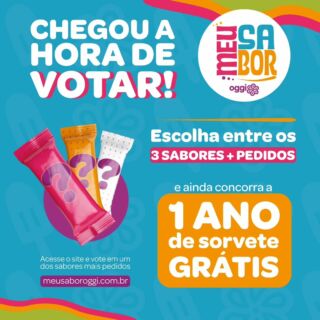 CHEGOU A
HORA DE
VOTAR!
MEU
SA
BOR
oggi
Escolha entre os
3 SABORES + PEDIDOS
e ainda concorra a
1 ANO
de sorvete
GRÁTIS
? ? ?
Acesse o site e vote em um
dos sabores mais pedidos
meusaboroggi.com.br